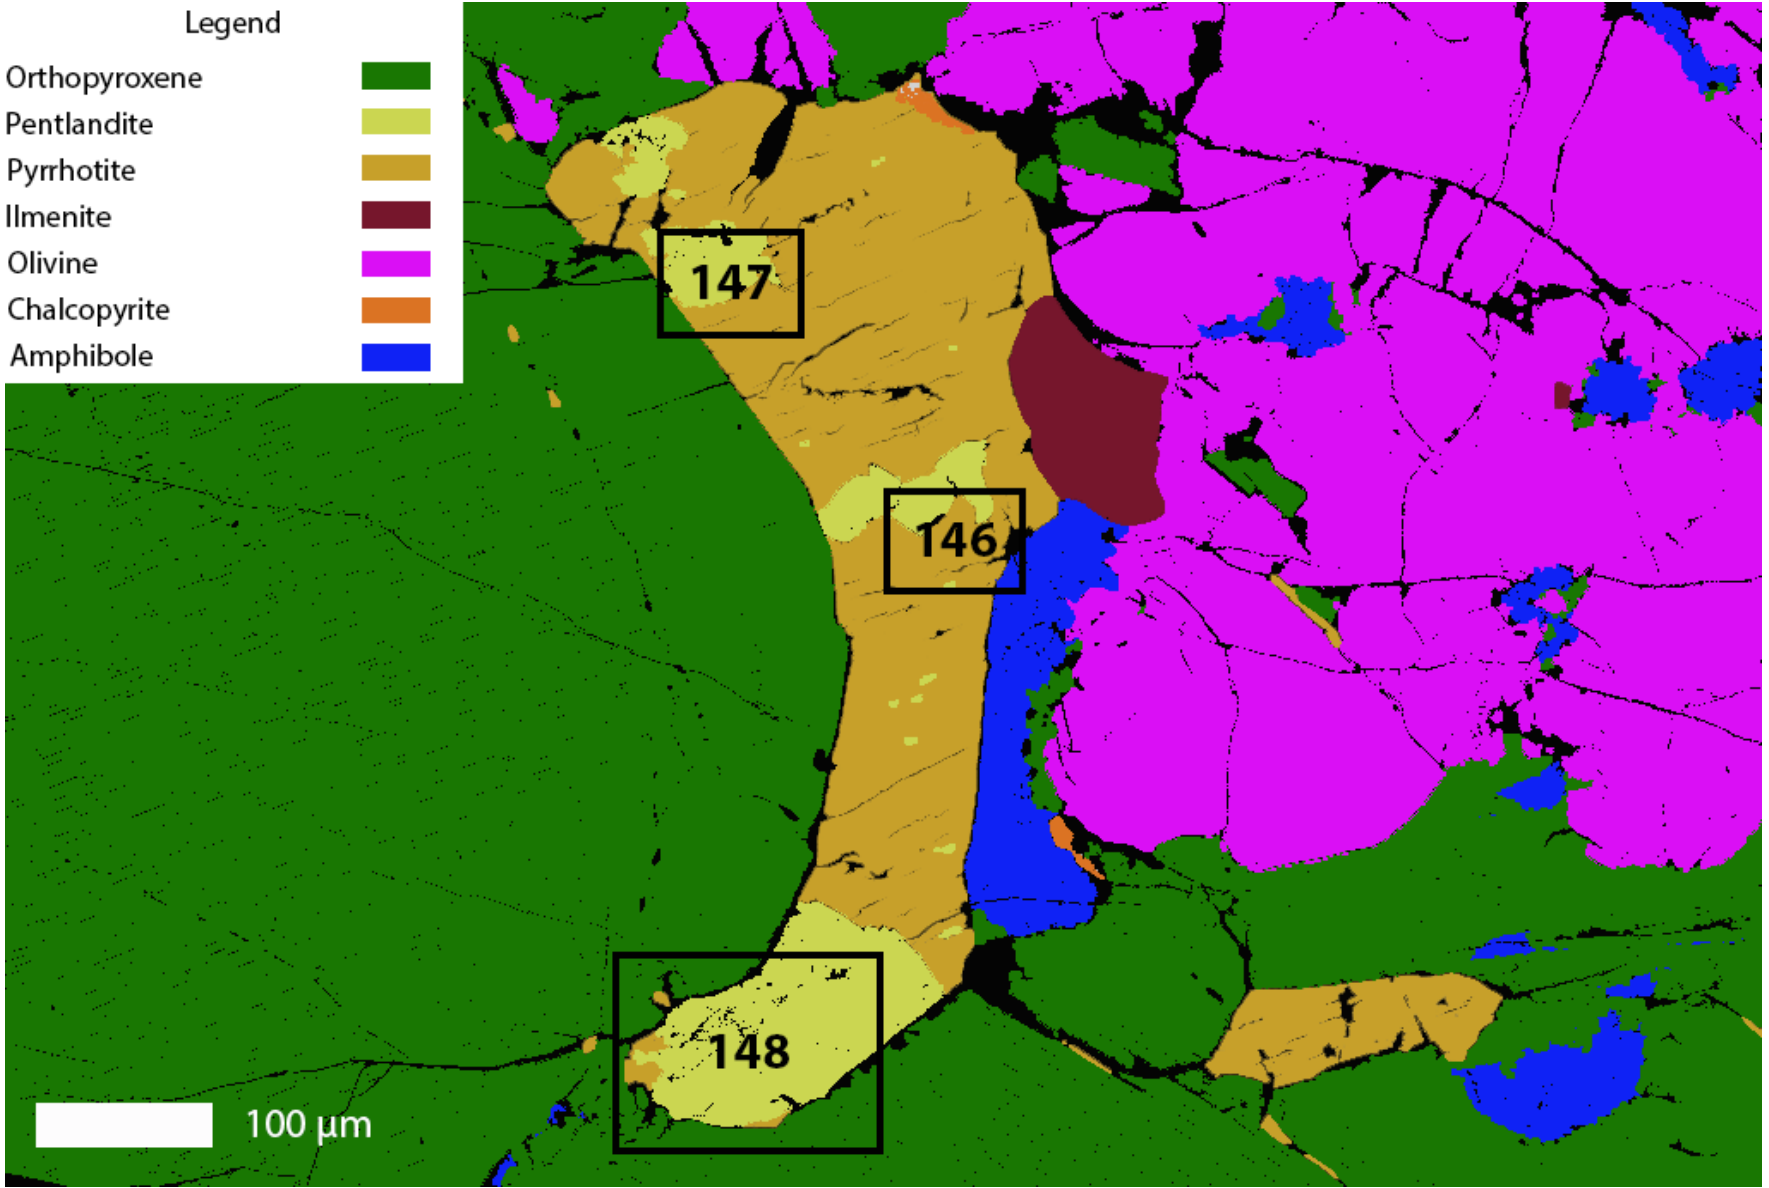 Legend
Orthopyroxene
Pentlandite
Pyrrhotite
Ilmenite
Olivine
Chalcopyrite
Amphibole
147
146
148
100 µm